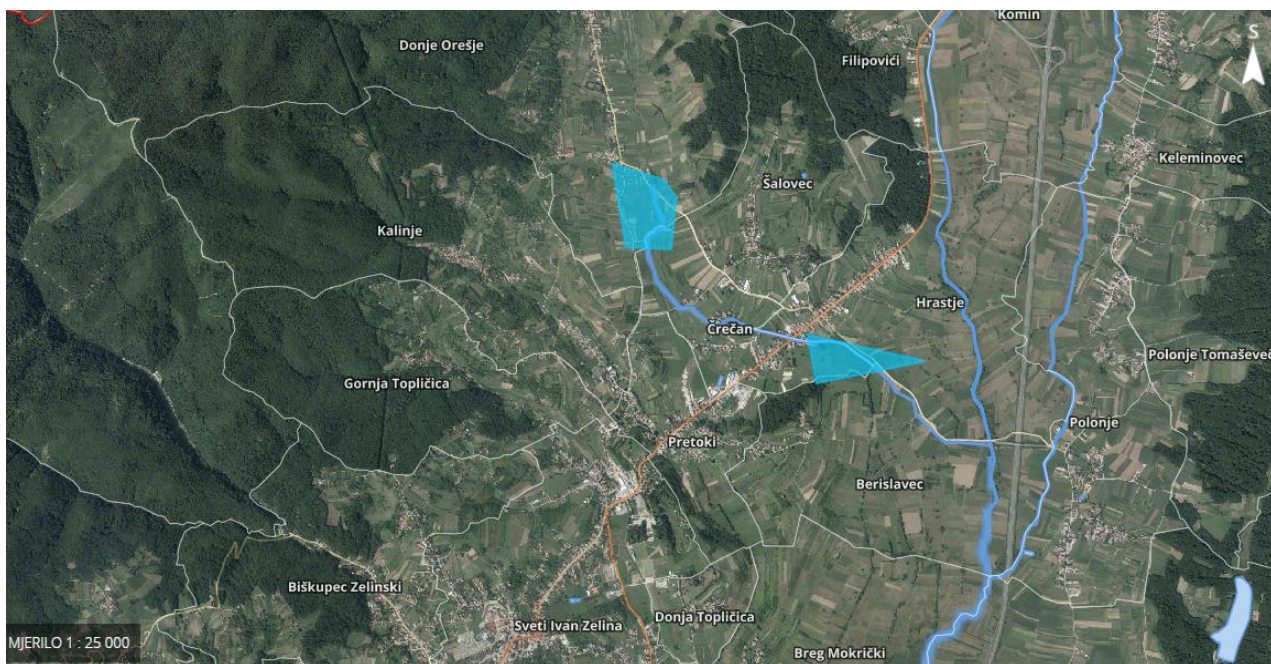 Komin
S
Donje Orešje
Filipovići
Keleminovec
Šalovec
Kalinje
Hrastje
Črečan
Polonje Tomaševeč
Gornja Topličica
Polonje
Pretoki
Berislavec
Biškupec Zelinski
Donja Topličica
Sveti Ivan Zelina
MJERILO 1 : 25 000
Breg Mokrički